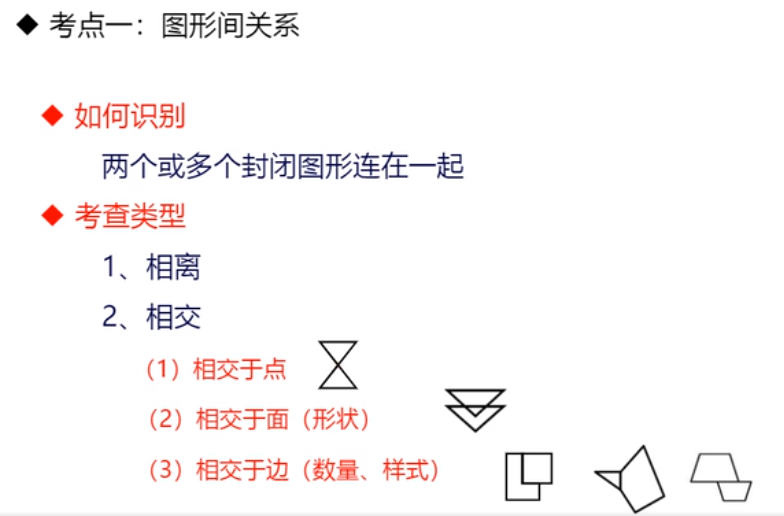 ◆ 考点一：图形间关系
◆ 如何识别
两个或多个封闭图形连在一起
◆ 考查类型
1、相离
2、相交
（1）相交于点
（2）相交于面（形状）
（3）相交于边（数量、样式）